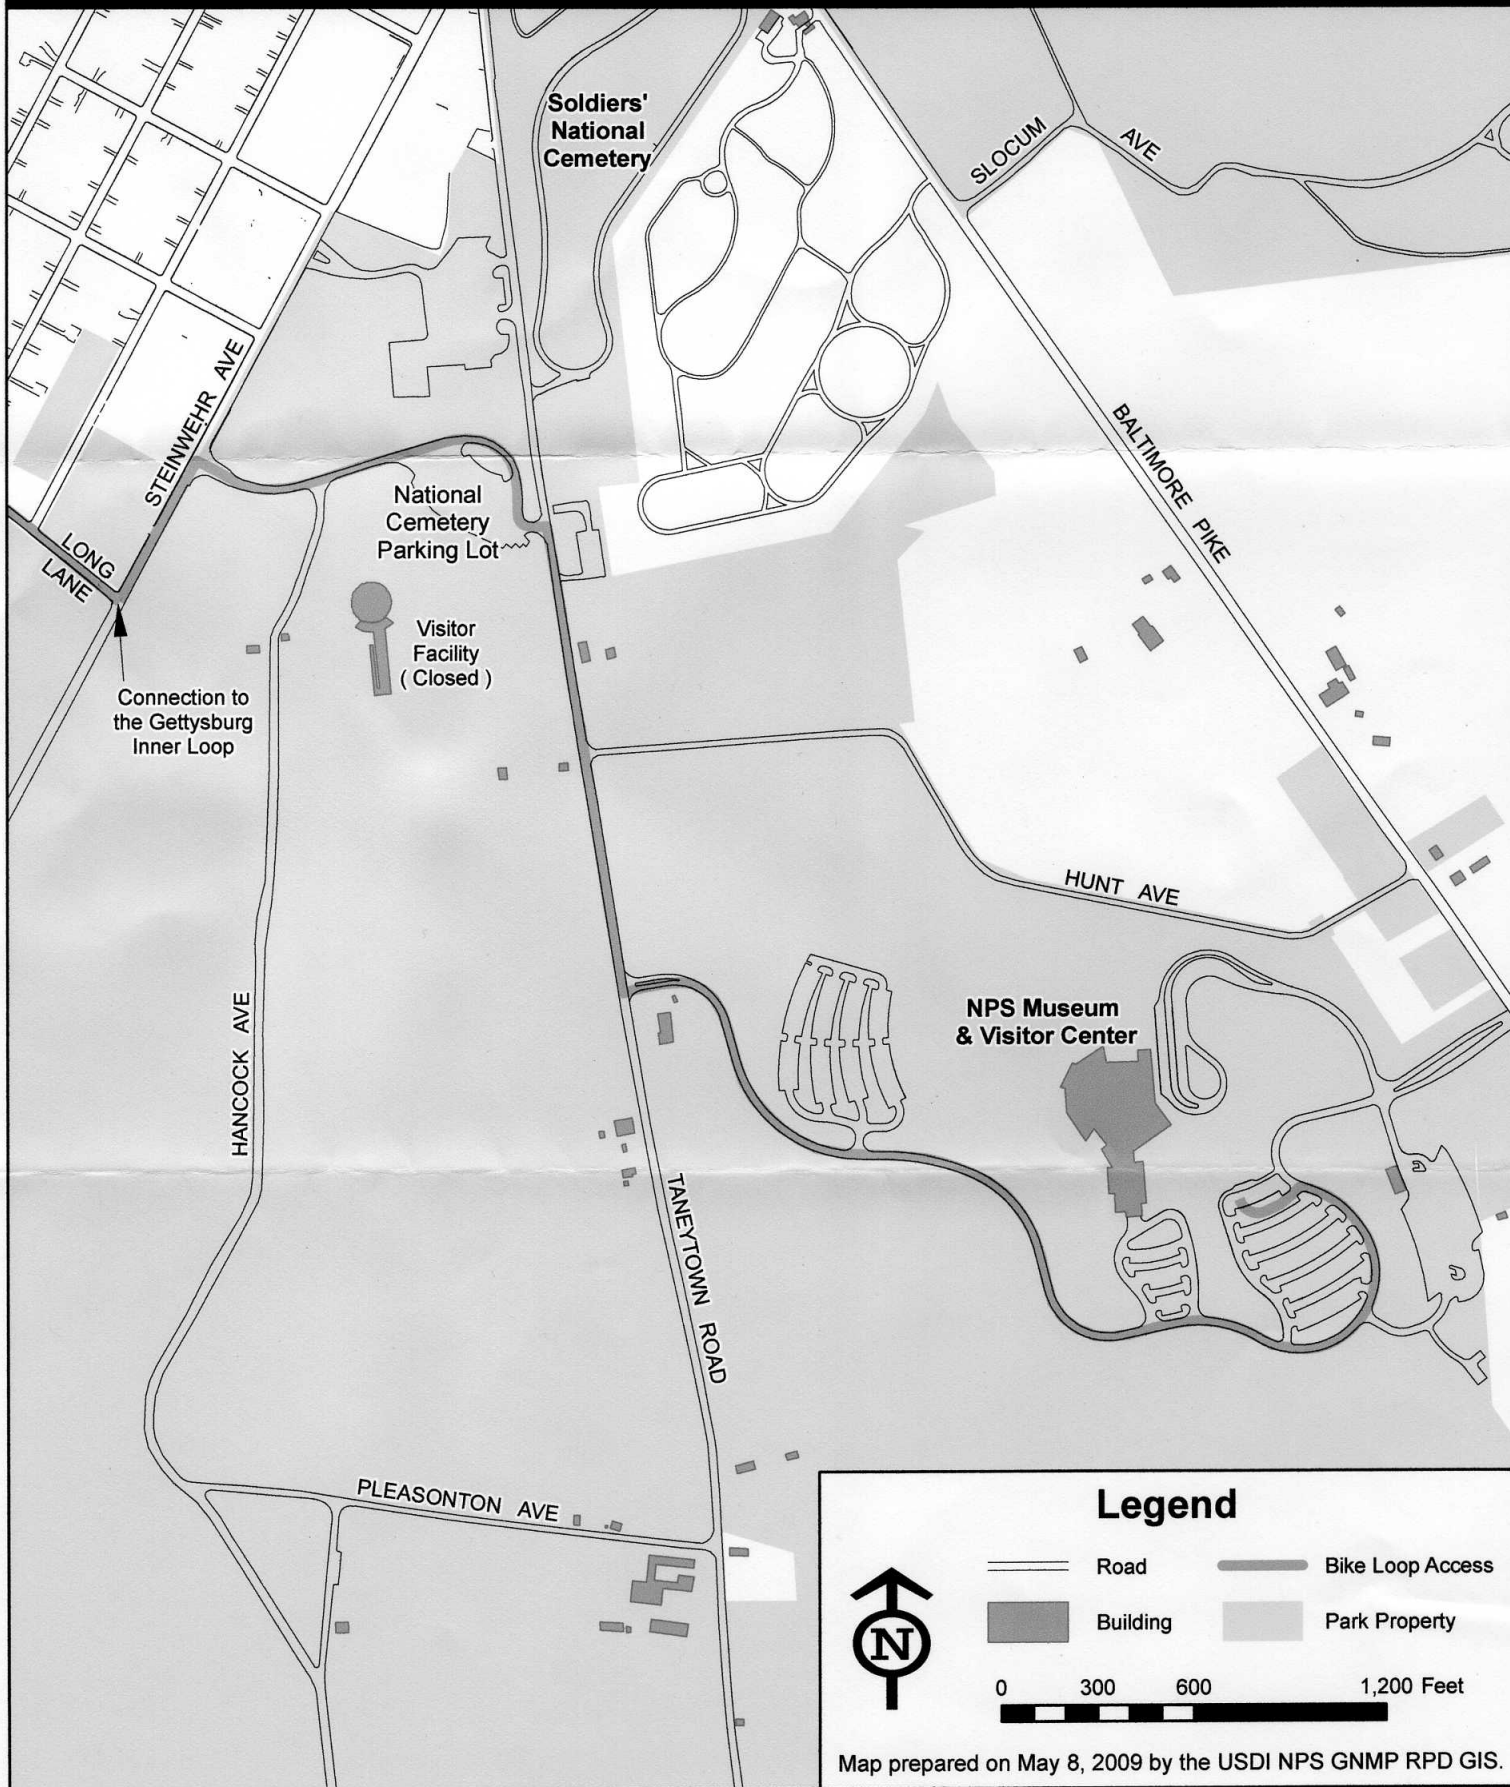 Soldiers'
National
Cemetery
SLOCUM AVE
STEINWEHR AVE
BALTIMORE PIKE
National
Cemetery
Parking Lot
LONG
LANE
Visitor
Facility
( Closed )
Connection to
the Gettysburg
Inner Loop
HUNT AVE
HANCOCK AVE
NPS Museum
& Visitor Center
TANEYTOWN ROAD
PLEASONTON AVE
Legend
Road
Bike Loop Access
Building
Park Property
N
0 300 600 1,200 Feet
Map prepared on May 8, 2009 by the USDI NPS GNMP RPD GIS.